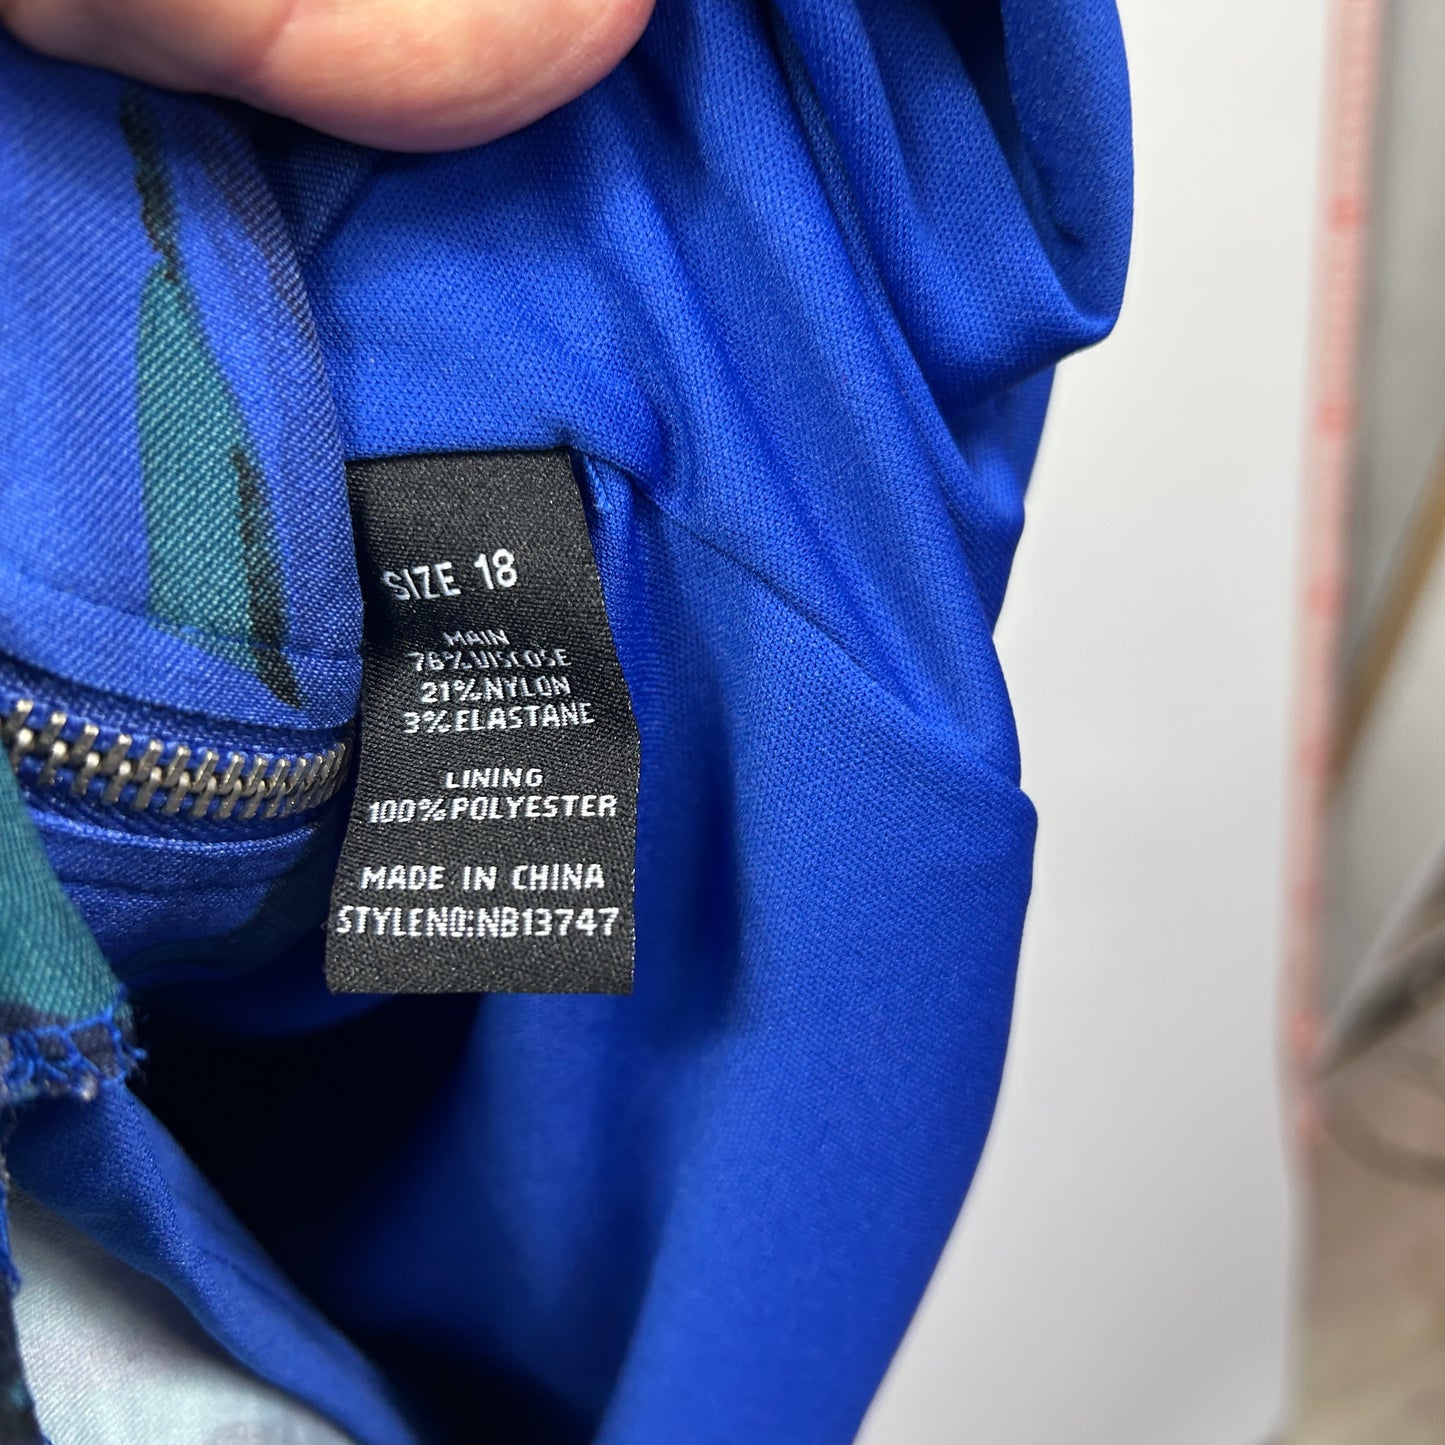 SIZE 18
MAIN
76% VISCOSE
21%NYLON
3%ELASTANE
LINING
100%POLYESTER
MADE IN CHINA
STYLENO:NB13747